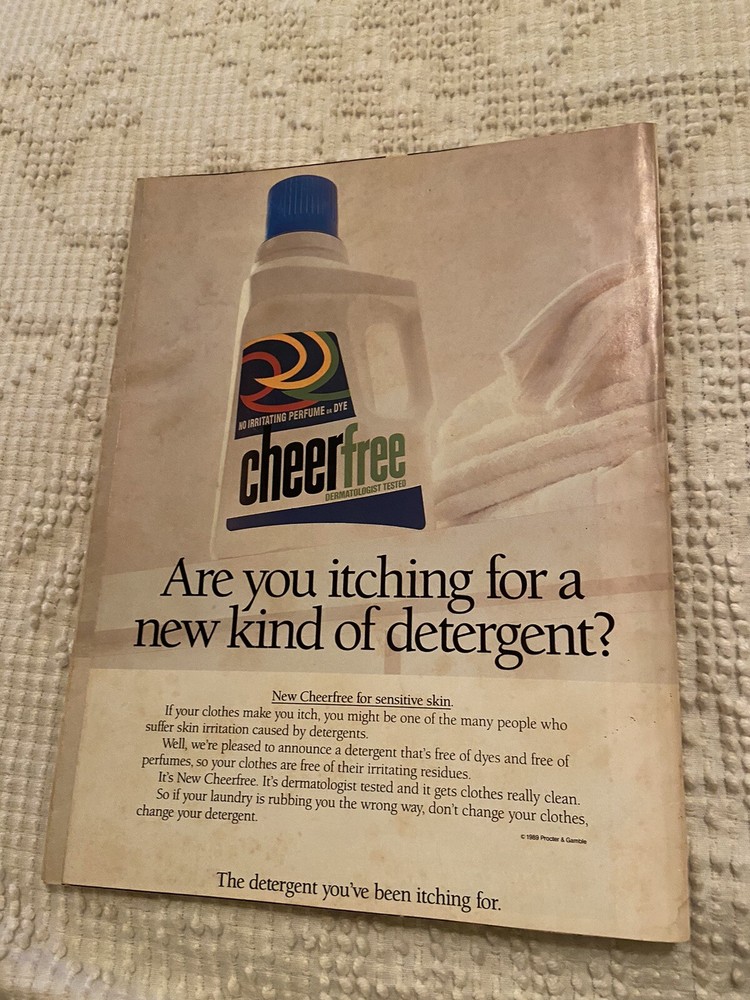 NO IRRITATING PERFUME OR DYE
cheerfree
DERMATOLOGIST TESTED
Are you itching for a
new kind of detergent?
New Cheerfree for sensitive skin.
If your clothes make you itch, you might be one of the many people who
suffer skin irritation caused by detergents.
Well, we're pleased to announce a detergent that's free of dyes and free of
perfumes, so your clothes are free of their irritating residues.
It's New Cheerfree. It's dermatologist tested and it gets clothes really clean.
So if your laundry is rubbing you the wrong way, don't change your clothes,
change your detergent.
© 1989 Procter & Gamble
The detergent you've been itching for.